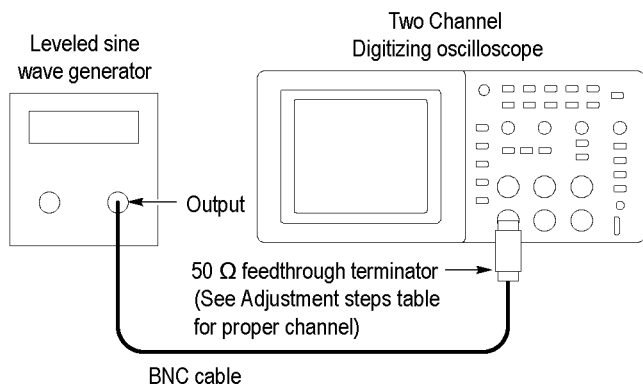 Two Channel
Digitizing oscilloscope
Leveled sine
wave generator
Output
50 Ω feedthrough terminator
(See Adjustment steps table
for proper channel)
BNC cable